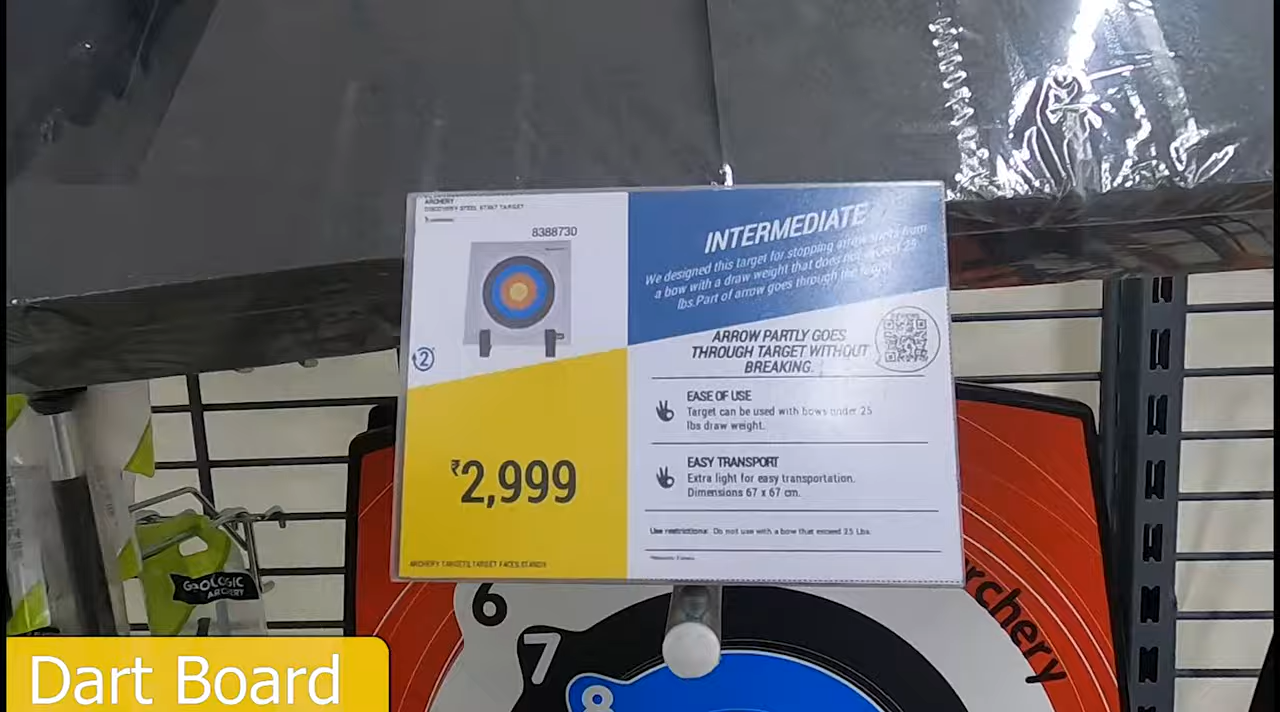 ARCHERY
DISCOVERY STEEL 67X67 TARGET
8388730
2
₹2,999
ARCHERY TARGETS, TARGET FACES, STANDS
INTERMEDIATE
We designed this target for stopping arrow shots from
a bow with a draw weight that does not exceed 25
lbs.Part of arrow goes through the target.
ARROW PARTLY GOES
THROUGH TARGET WITHOUT
BREAKING.
EASE OF USE
Target can be used with bows under 25
lbs draw weight.
EASY TRANSPORT
Extra light for easy transportation.
Dimensions 67 x 67 cm.
Use restrictions: Do not use with a bow that exceed 25 Lbs.
GEOLOGIC
ARCHERY
6
7
8
archery
Dart Board